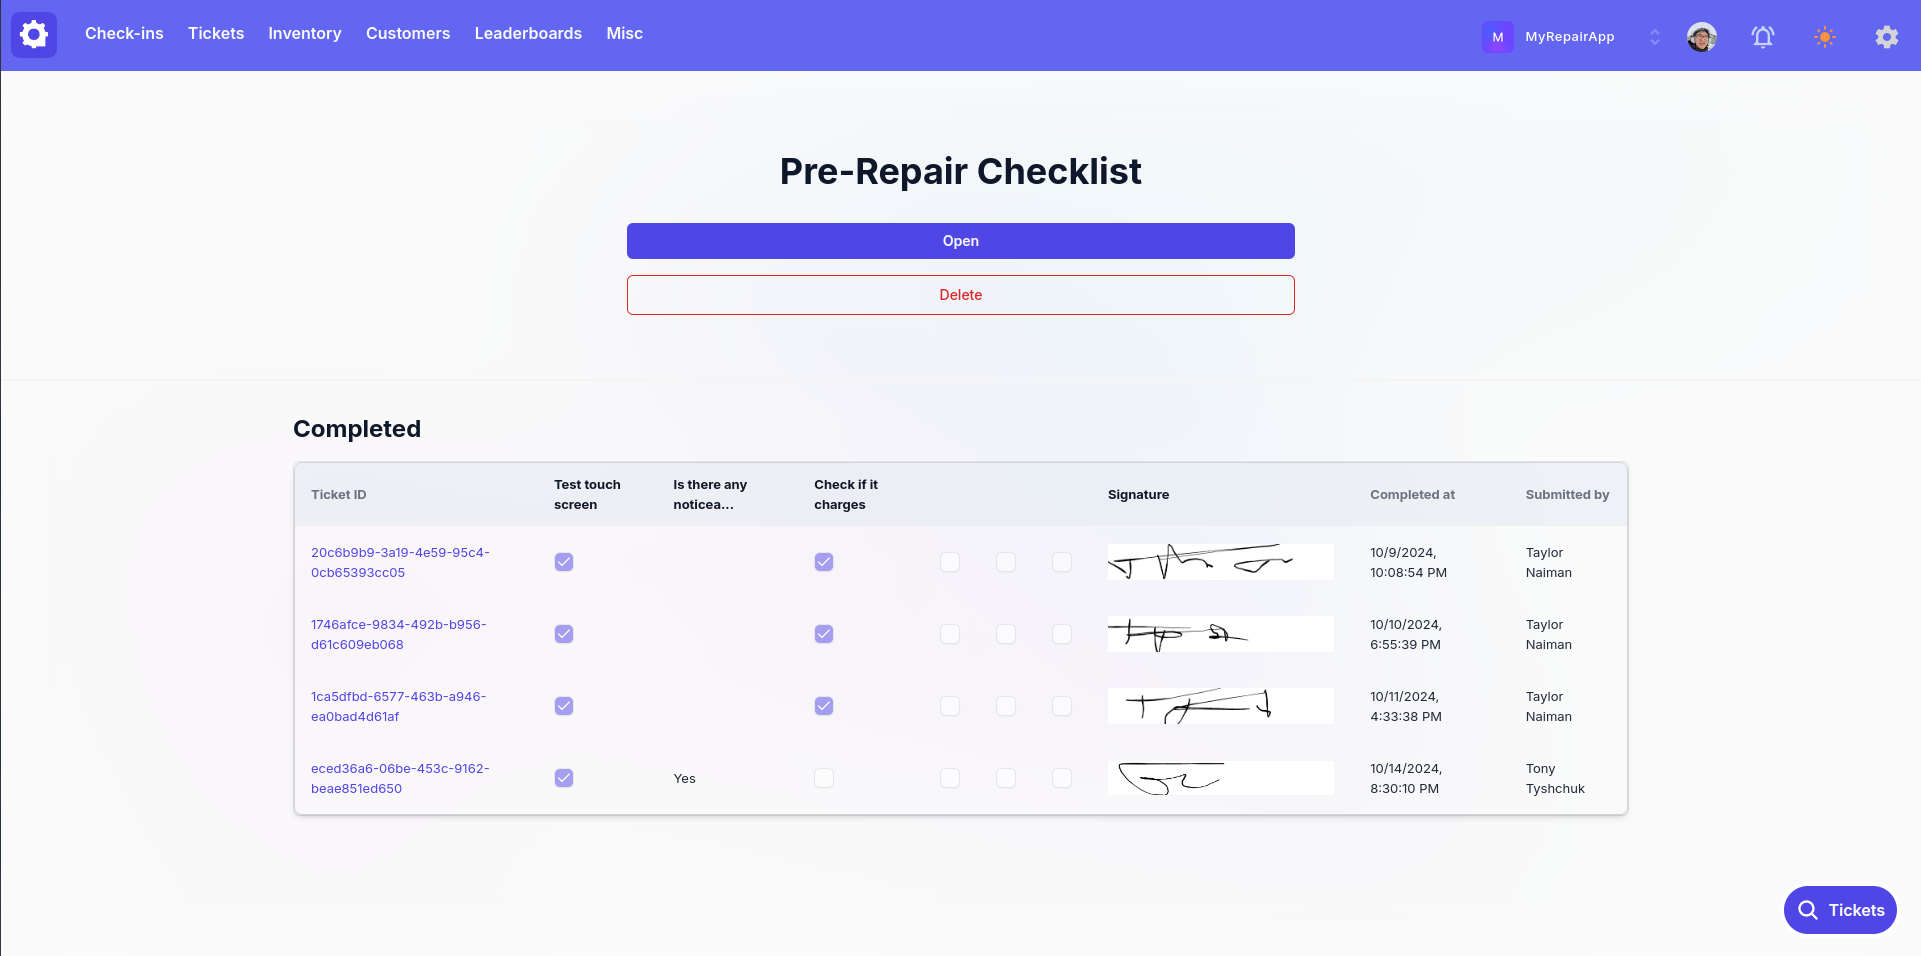 Check-ins Tickets Inventory Customers Leaderboards Misc M MyRepairApp
Pre-Repair Checklist
Open
Delete
Completed
Ticket ID Test touch screen Is there any noticea... Check if it charges Signature Completed at Submitted by
20c6b9b9-3a19-4e59-95c4-0cb65393cc05 10/9/2024, 10:08:54 PM Taylor Naiman
1746afce-9834-492b-b956-d61c609eb068 10/10/2024, 6:55:39 PM Taylor Naiman
1ca5dfbd-6577-463b-a946-ea0bad4d61af 10/11/2024, 4:33:38 PM Taylor Naiman
eced36a6-06be-453c-9162-beae851ed650 Yes 10/14/2024, 8:30:10 PM Tony Tyshchuk
Tickets